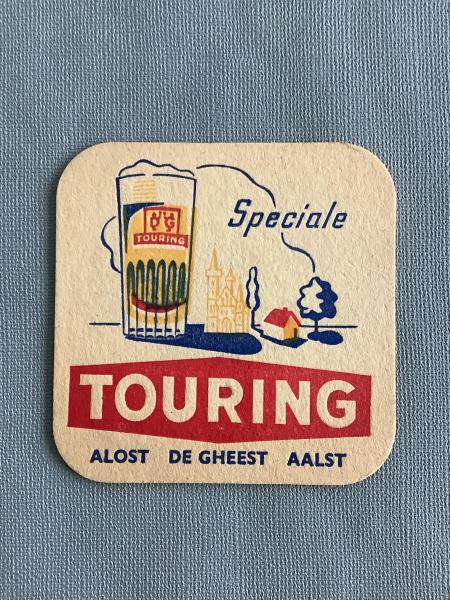 Speciale
TOURING
TOURING
ALOST DE GHEEST AALST